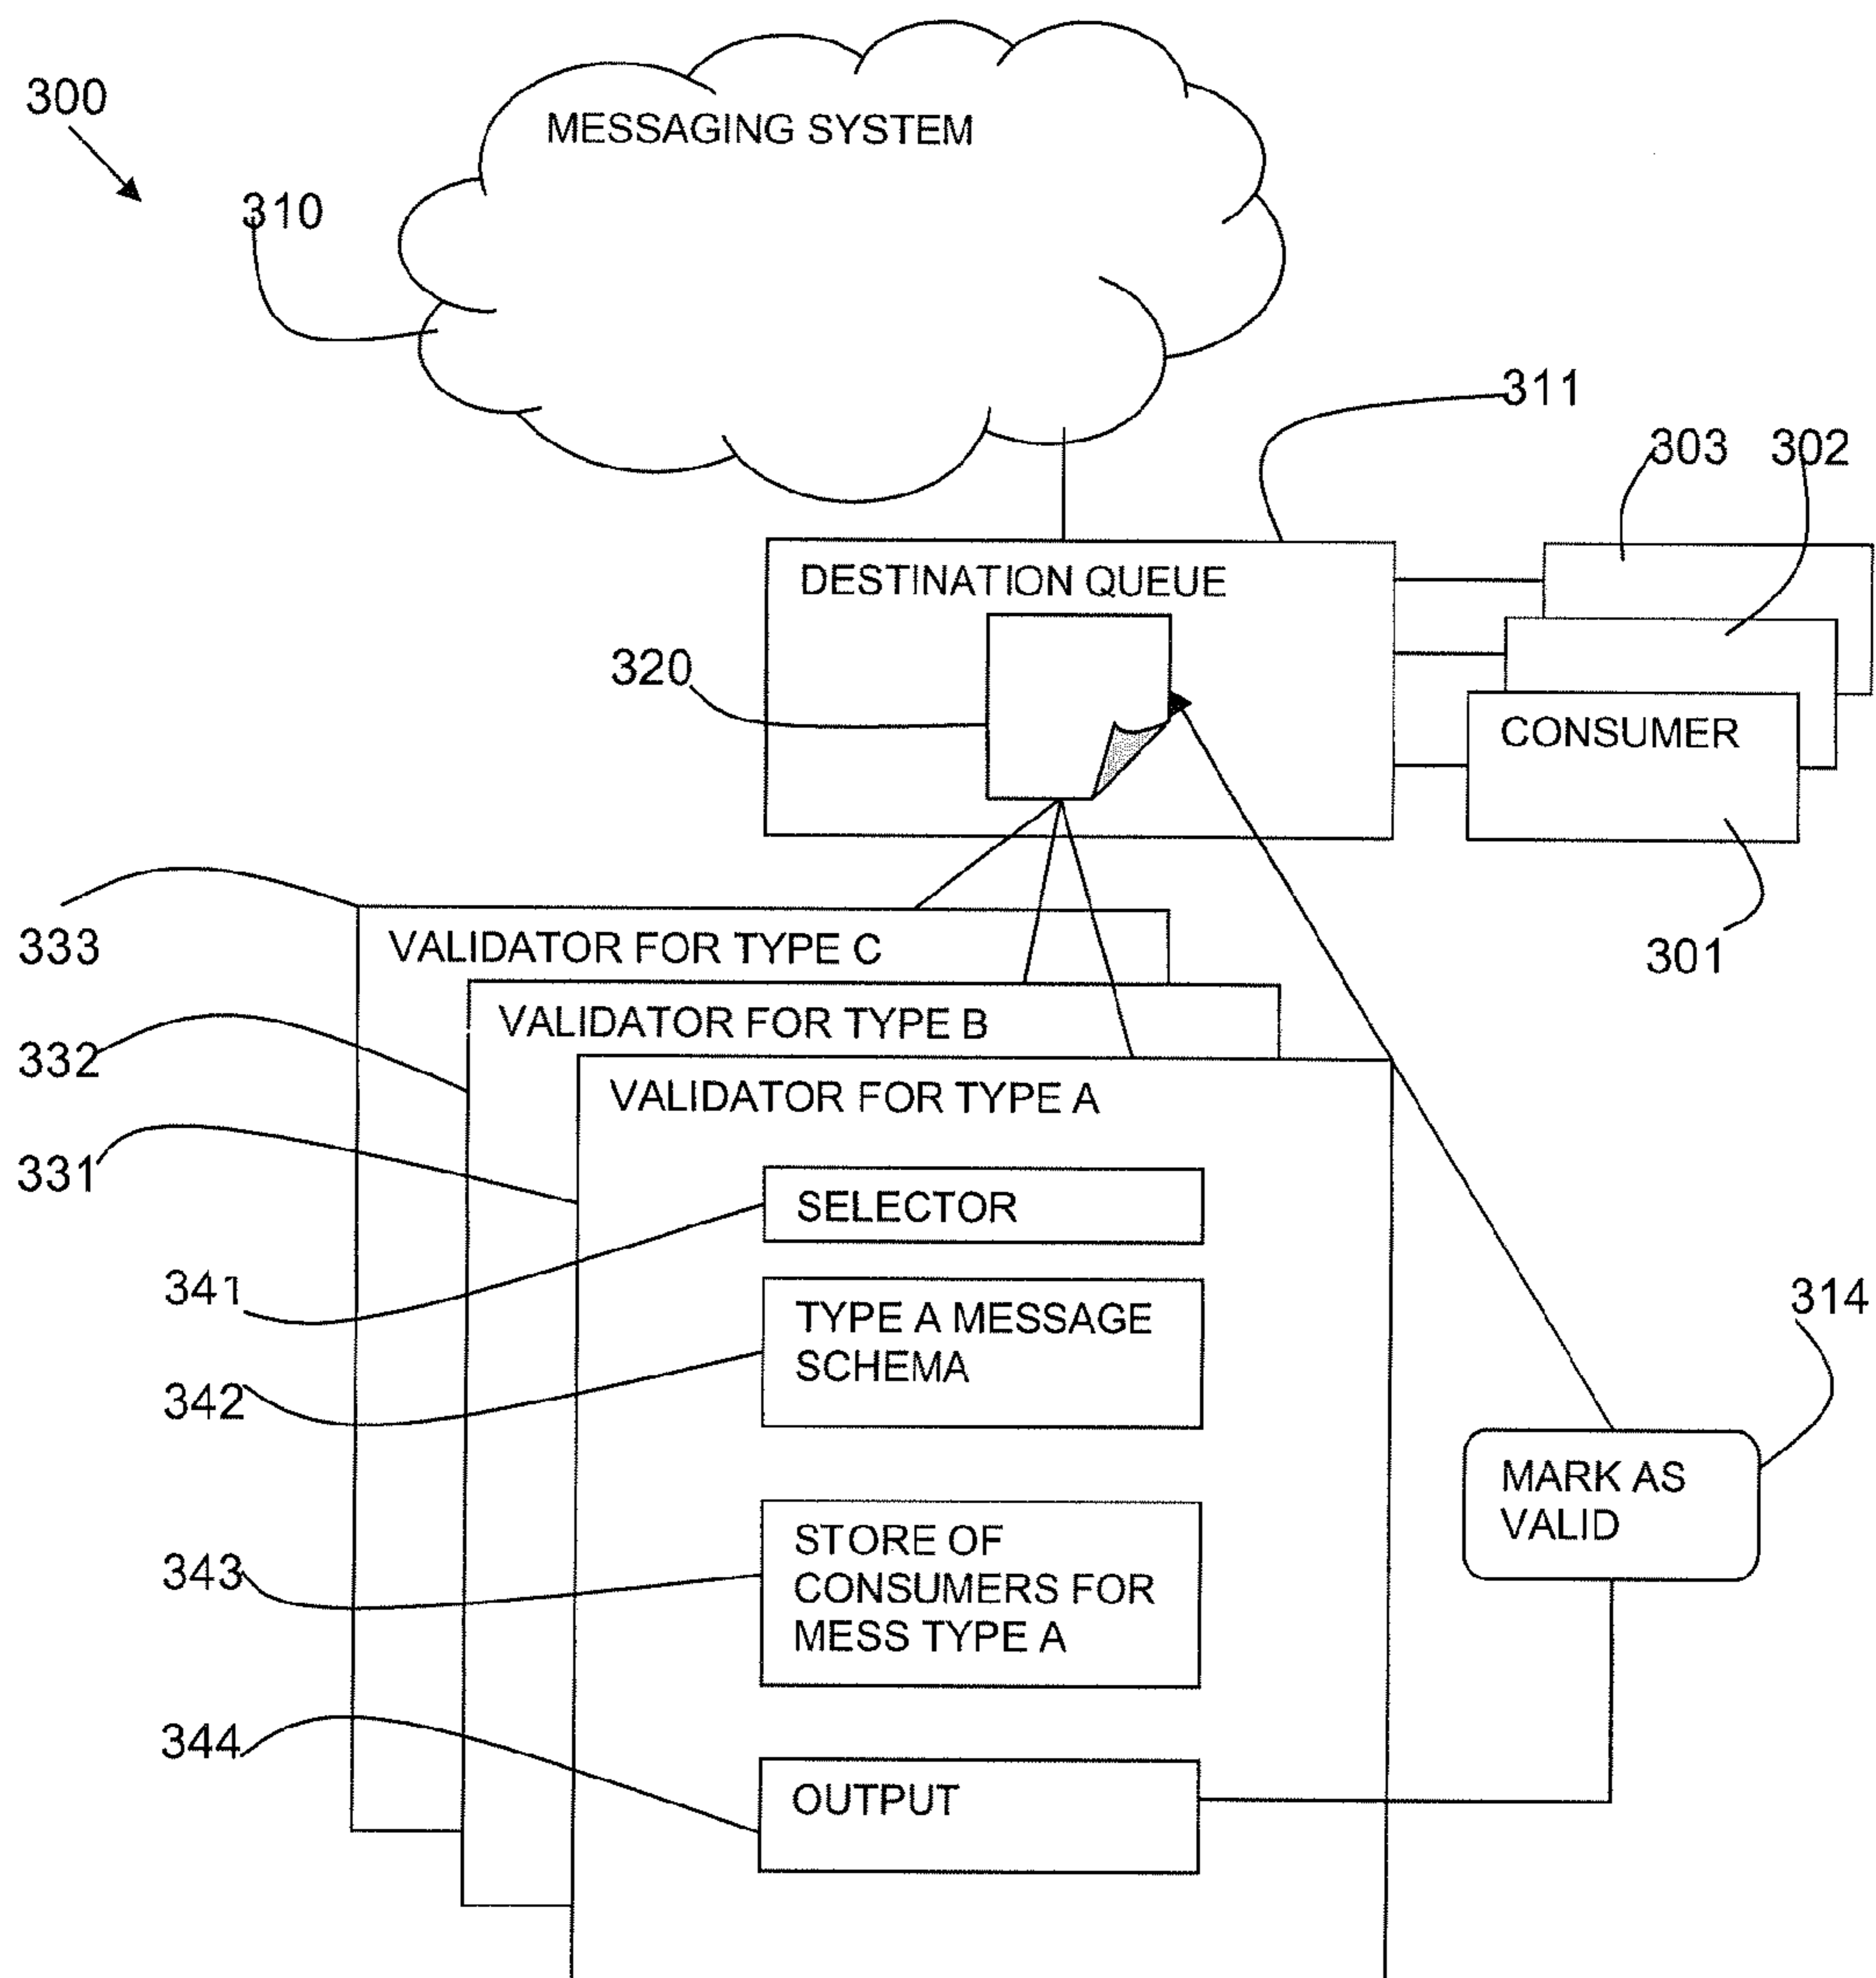 300
MESSAGING SYSTEM
310
311
303
302
DESTINATION QUEUE
320
CONSUMER
333
VALIDATOR FOR TYPE C
301
332
VALIDATOR FOR TYPE B
331
VALIDATOR FOR TYPE A
SELECTOR
341
TYPE A MESSAGE
SCHEMA
314
342
MARK AS
VALID
STORE OF
CONSUMERS FOR
MESS TYPE A
343
344
OUTPUT